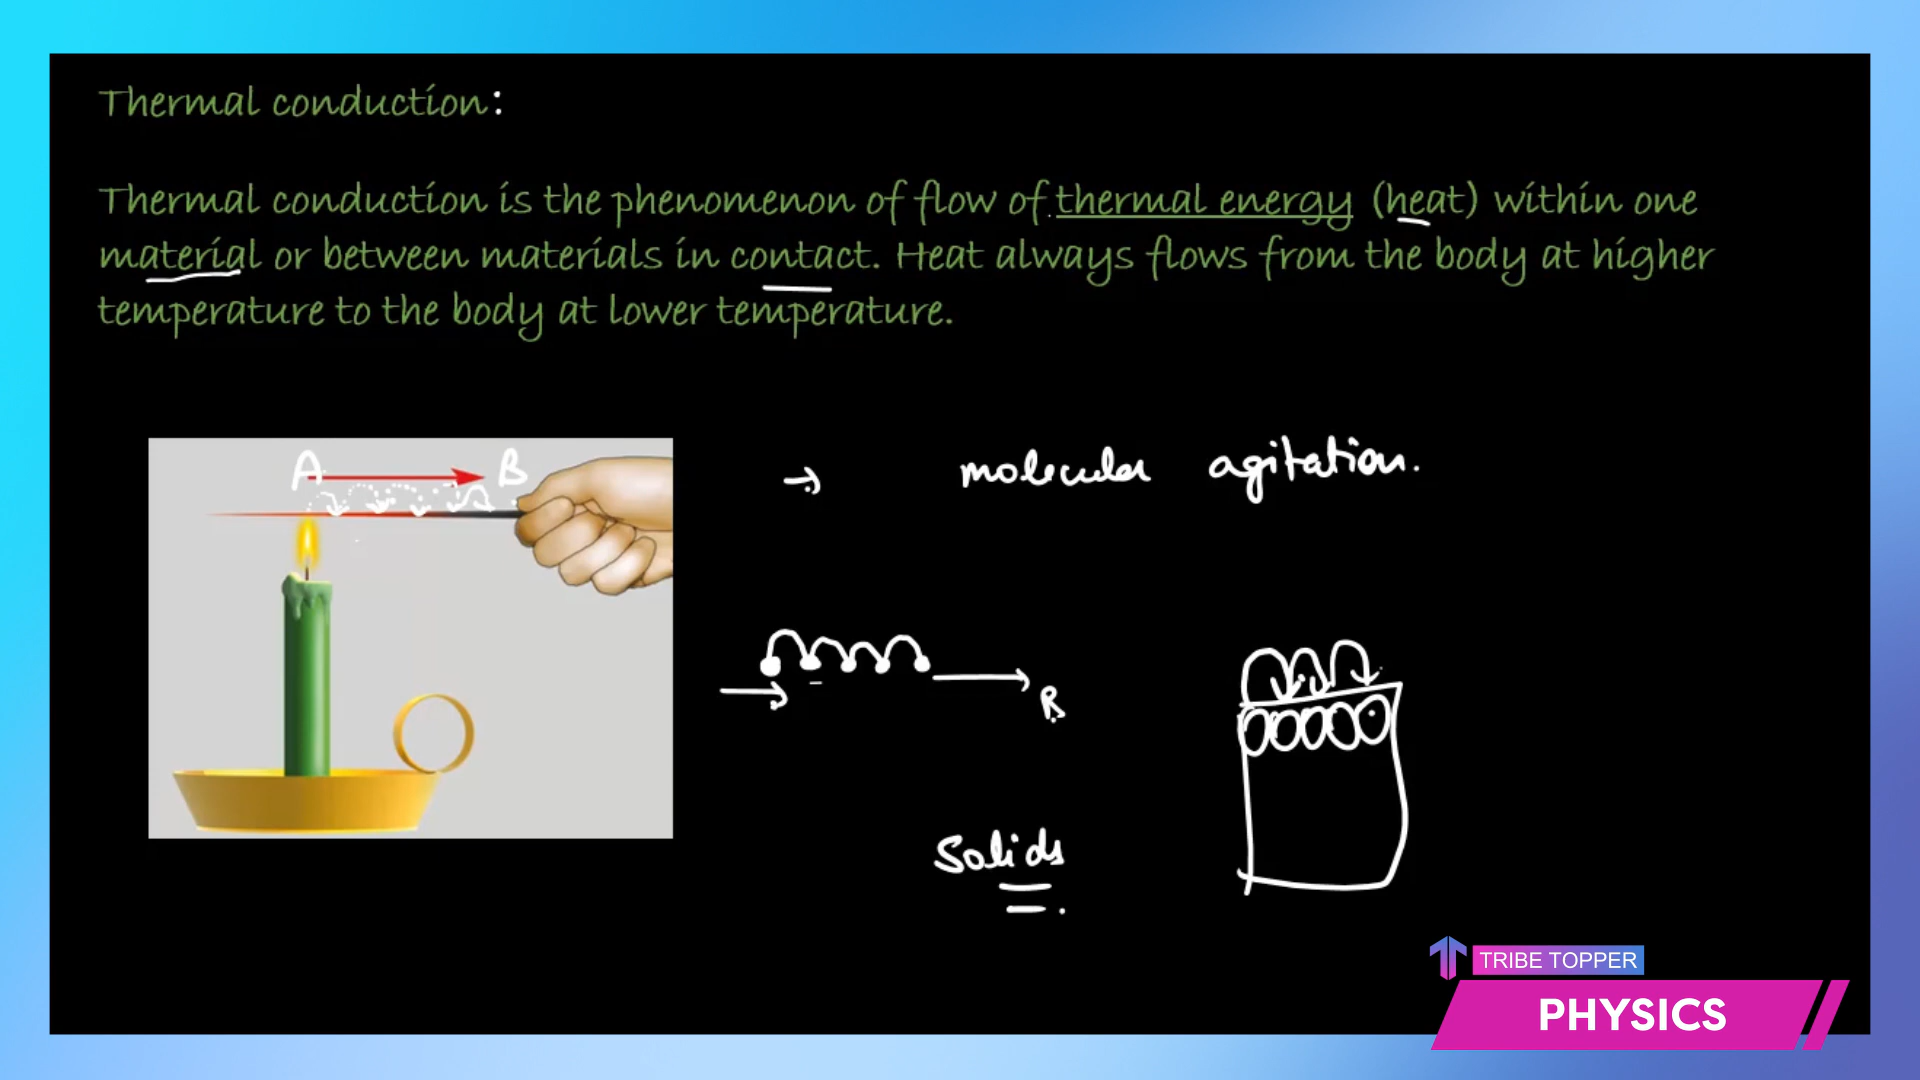 Thermal conduction:
Thermal conduction is the phenomenon of flow of thermal energy (heat) within one
material or between materials in contact. Heat always flows from the body at higher
temperature to the body at lower temperature.
A B
→ molecular agitation.
B
Solids
TRIBE TOPPER
PHYSICS